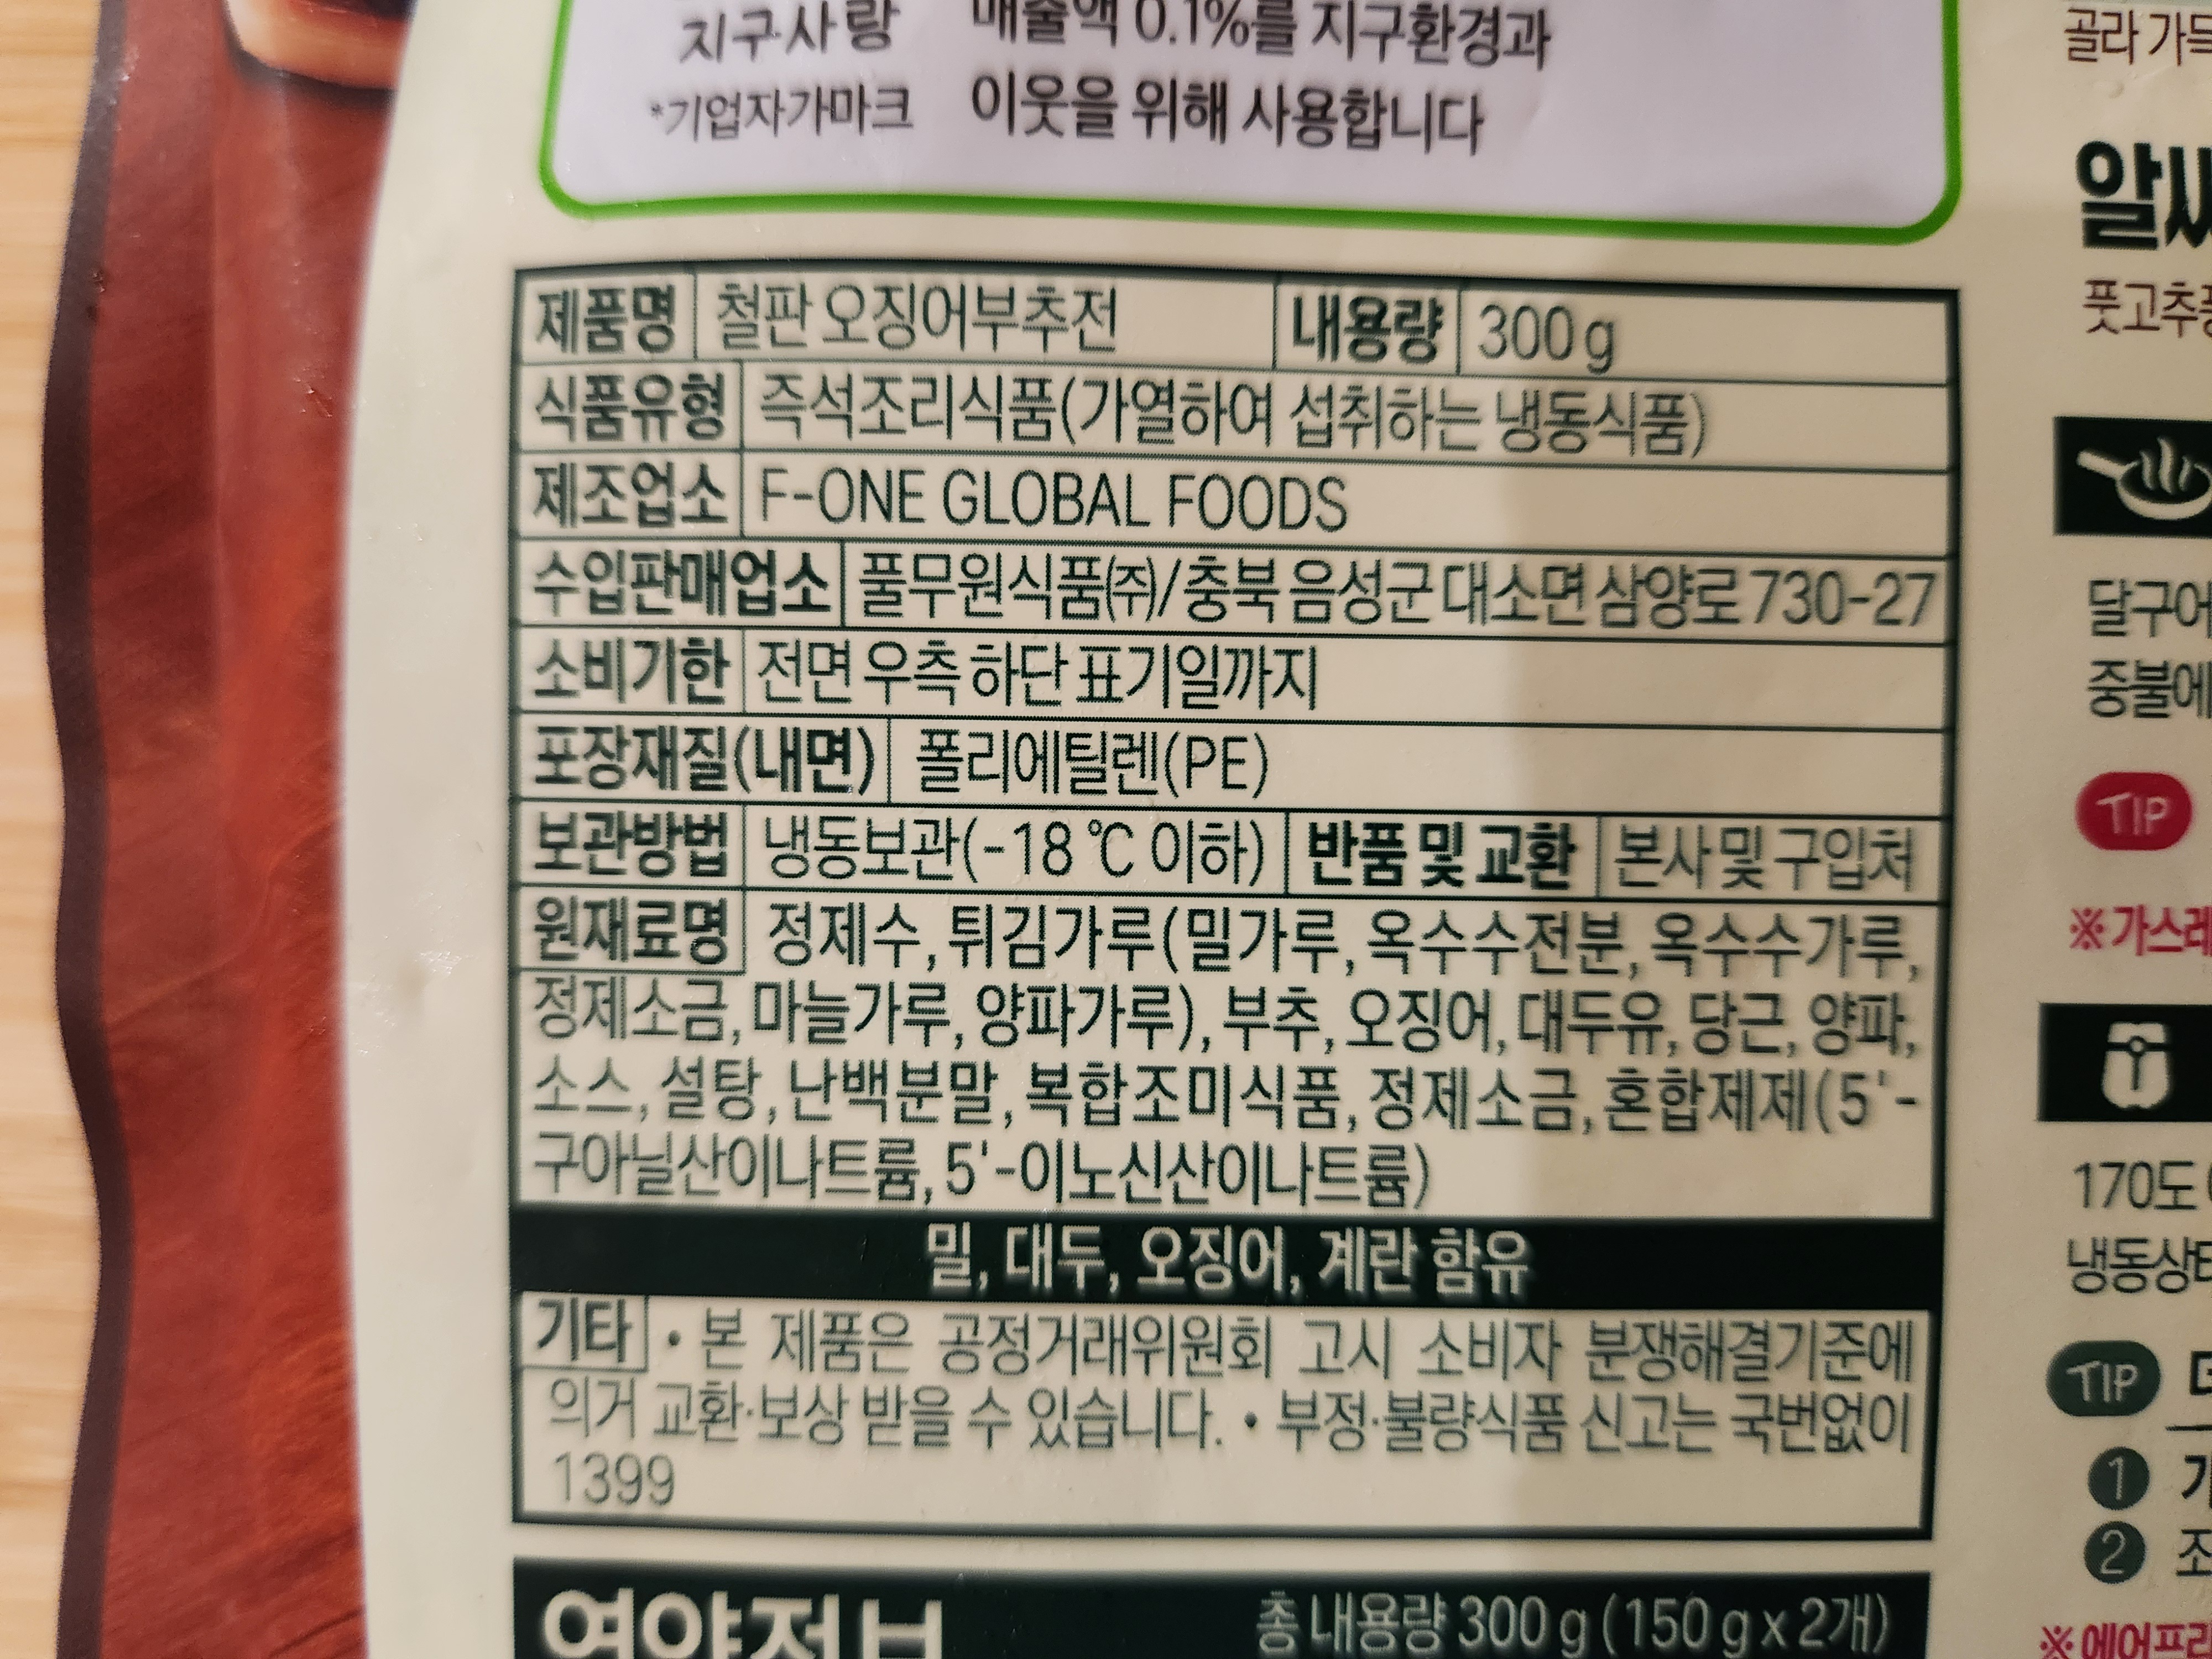 지구사랑 매출액 0.1%를 지구환경과
*기업자가마크 이웃을 위해 사용합니다
제품명 철판 오징어부추전 내용량 300g
식품유형 즉석조리식품(가열하여 섭취하는 냉동식품)
제조업소 F-ONE GLOBAL FOODS
수입판매업소 풀무원식품㈜/충북 음성군 대소면 삼양로 730-27
소비기한 전면 우측 하단 표기일까지
포장재질(내면) 폴리에틸렌(PE)
보관방법 냉동보관(-18 ℃ 이하) 반품 및 교환 본사 및 구입처
원재료명 정제수, 튀김가루(밀가루, 옥수수전분, 옥수수가루,
정제소금, 마늘가루, 양파가루), 부추, 오징어, 대두유, 당근, 양파,
소스, 설탕, 난백분말, 복합조미식품, 정제소금, 혼합제제(5'-
구아닐산이나트륨, 5'-이노신산이나트륨)
밀, 대두, 오징어, 계란 함유
기타 • 본 제품은 공정거래위원회 고시 소비자 분쟁해결기준에
의거 교환·보상 받을 수 있습니다. • 부정·불량식품 신고는 국번없이
1399
영양정보 총 내용량 300 g (150 g x 2개)
골라
풋고추
달구어
중불에
TIP
170도
TIP
1
2